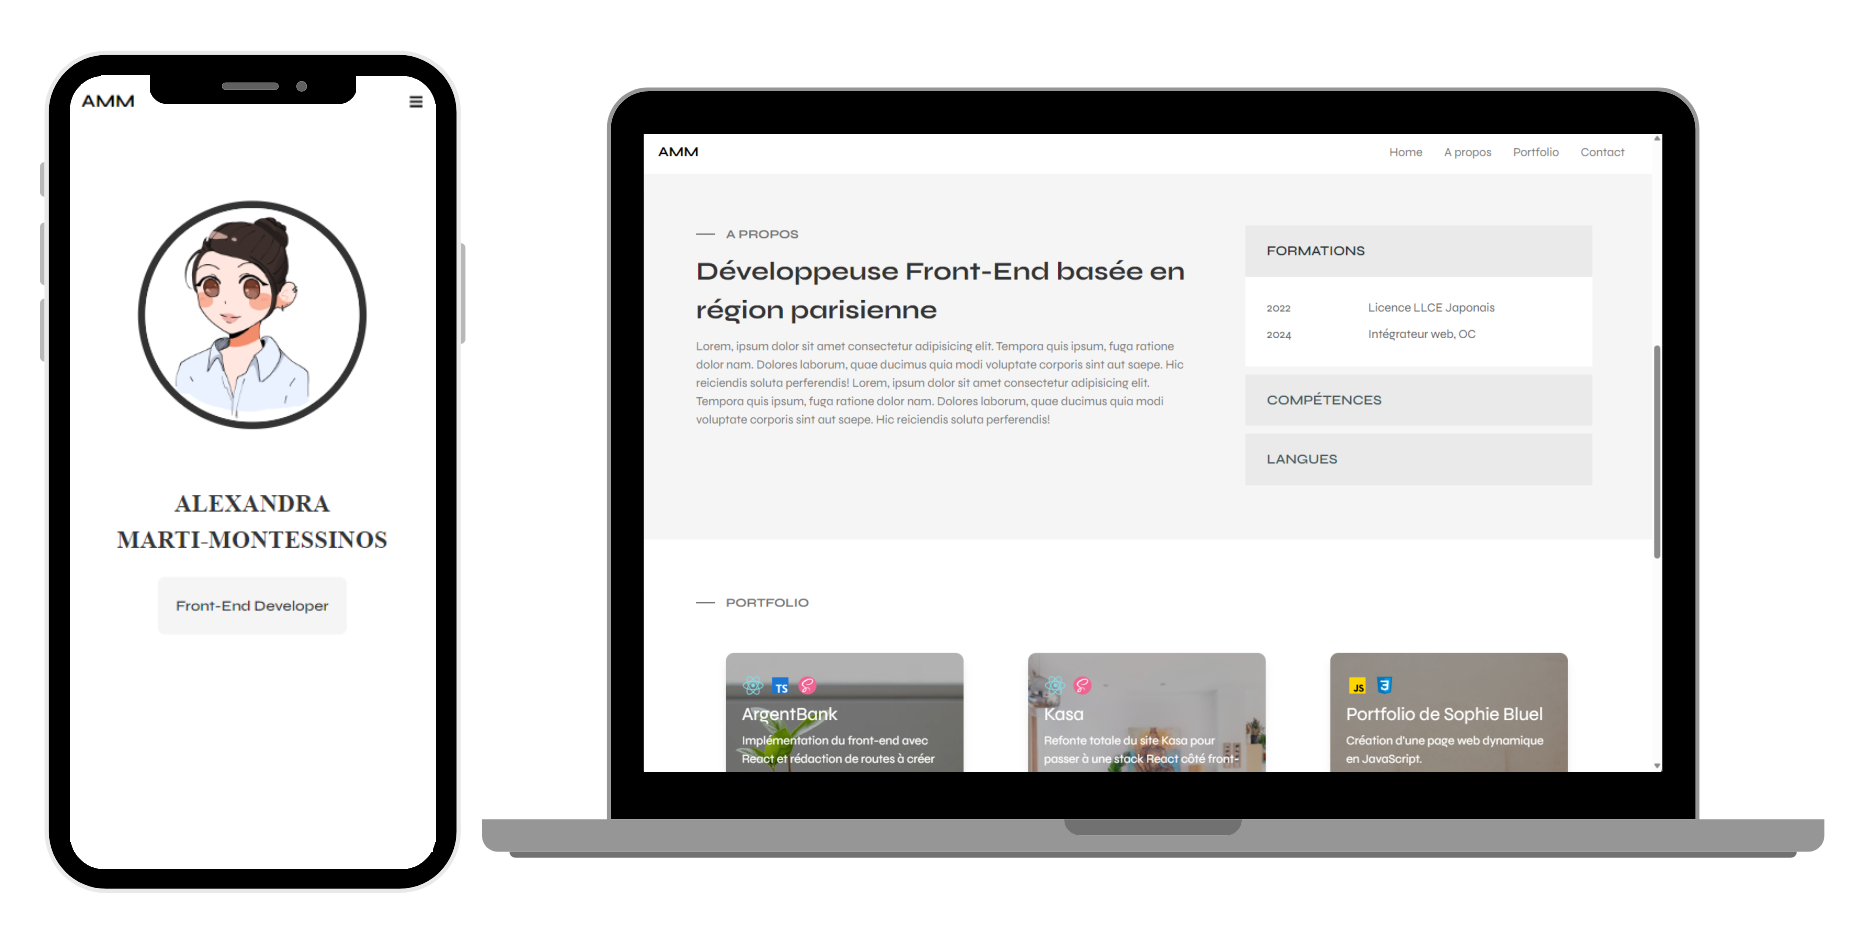 AMM
ALEXANDRA
MARTI-MONTESSINOS
Front-End Developer
AMM
Home
A propos
Portfolio
Contact
A PROPOS
Développeuse Front-End basée en
région parisienne
Lorem, ipsum dolor sit amet consectetur adipisicing elit. Tempora quis ipsum, fuga ratione
dolor nam. Dolores laborum, quae ducimus quia modi voluptate corporis sint aut saepe. Hic
reiciendis soluta perferendis! Lorem, ipsum dolor sit amet consectetur adipisicing elit.
Tempora quis ipsum, fuga ratione dolor nam. Dolores laborum, quae ducimus quia modi
voluptate corporis sint aut saepe. Hic reiciendis soluta perferendis!
FORMATIONS
2022 Licence LLCE Japonais
2024 Intégrateur web, OC
COMPÉTENCES
LANGUES
PORTFOLIO
TS
ArgentBank
Implémentation du front-end avec
React et rédaction de routes à créer
Kasa
Refonte totale du site Kasa pour
passer à une stack React côté front-
JS
3
Portfolio de Sophie Bluel
Création d'une page web dynamique
en JavaScript.